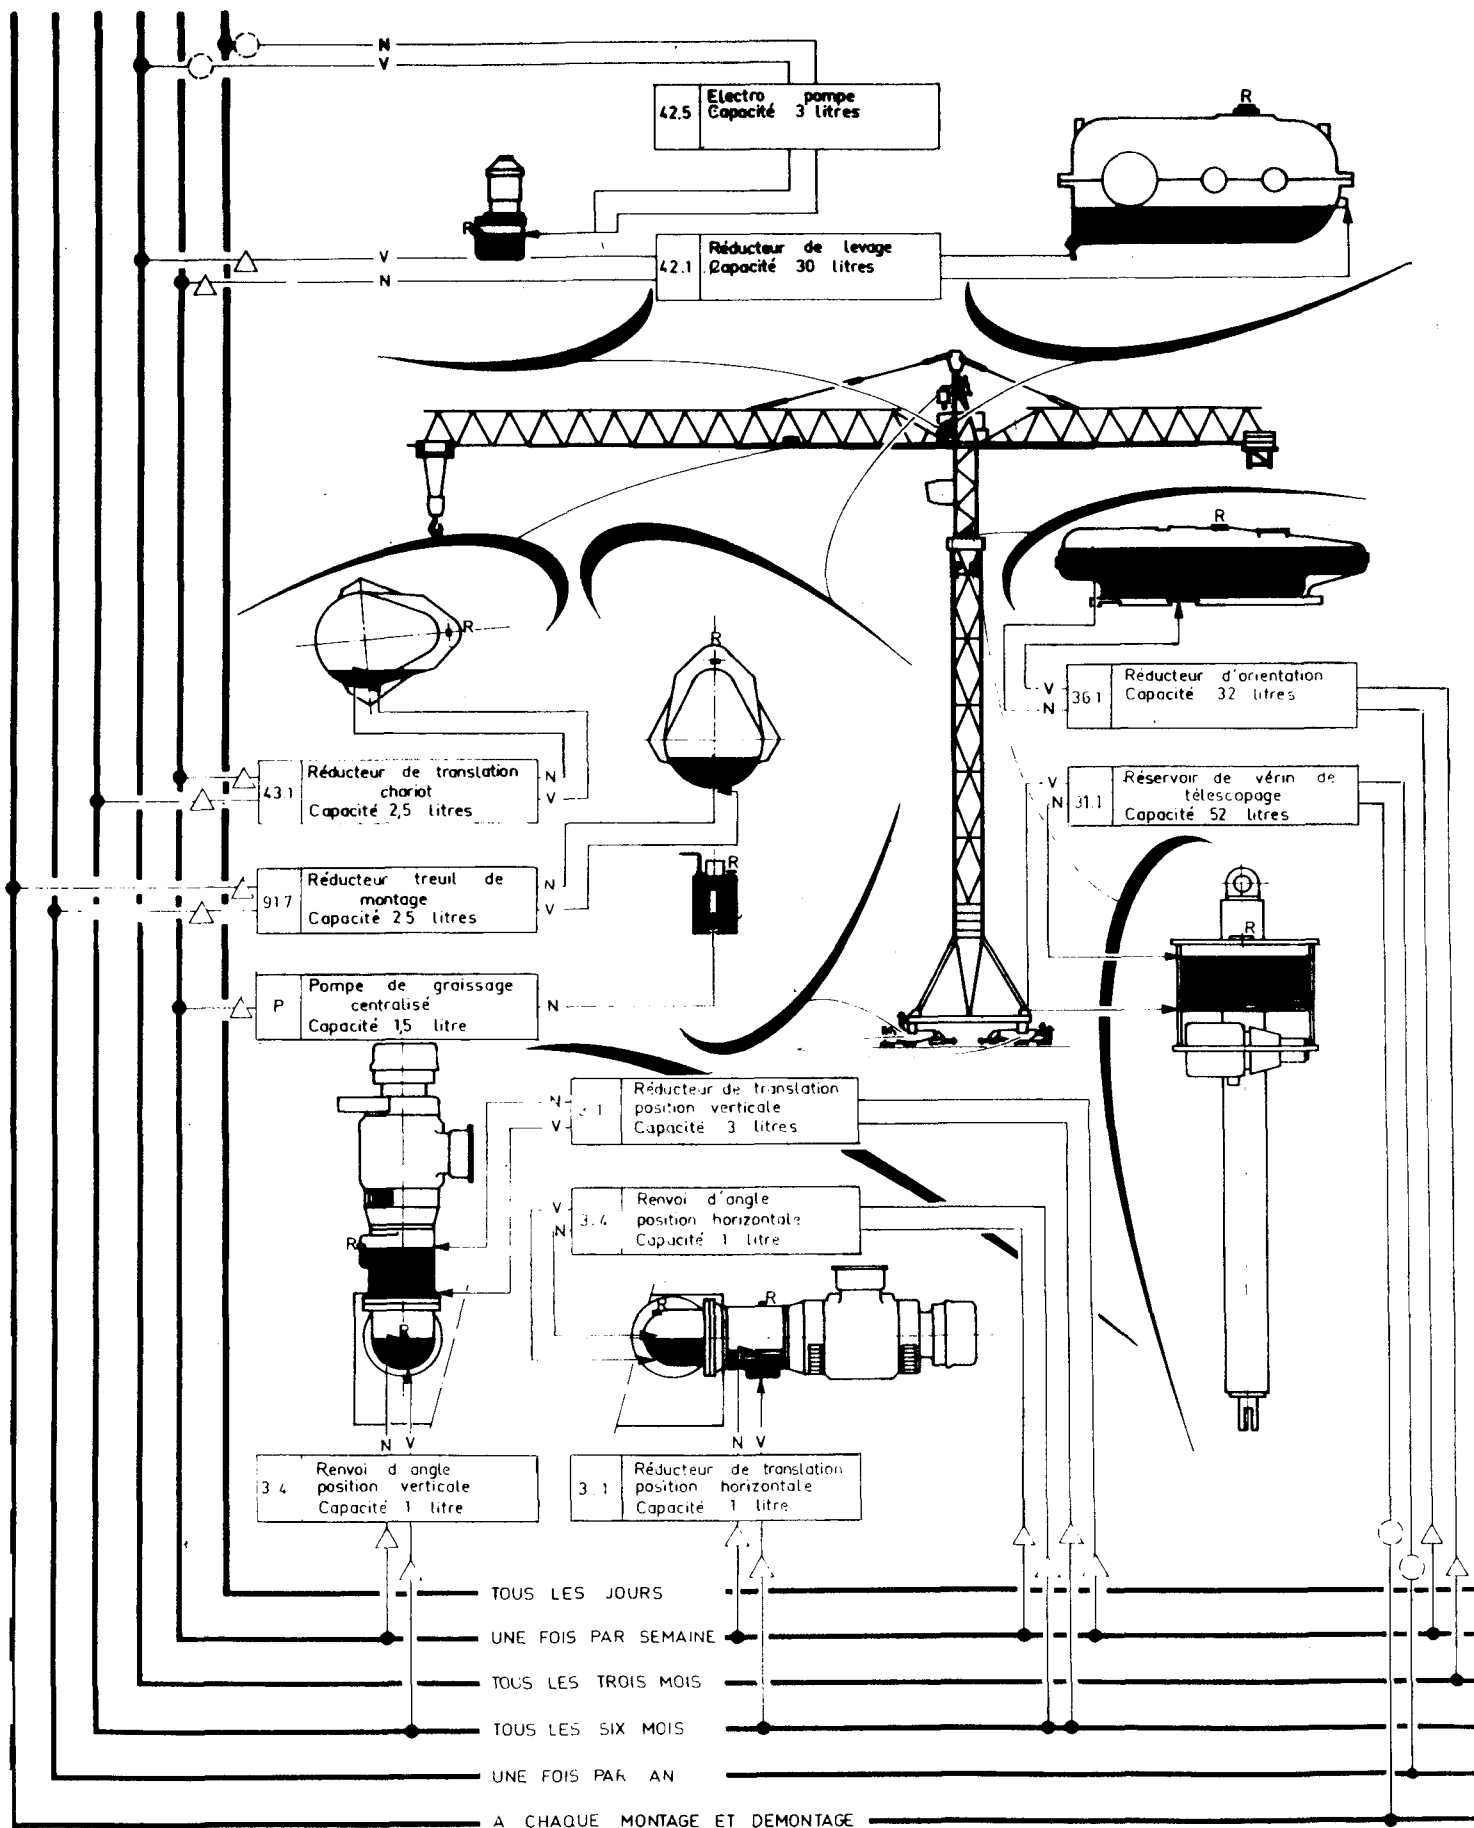 N
V
42.5
Electro pompe
Capacité 3 litres
R
R
V
N
42.1
Réducteur de levage
Capacité 30 litres
R
R
R
V
N
36 1
Réducteur d'orientation
Capacité 32 litres
43.1
Réducteur de translation
chariot
Capacité 2,5 litres
N
V
V
N
31.1
Réservoir de vérin de
télescopage
Capacité 52 litres
917
Réducteur treuil de
montage
Capacité 2 5 litres
N
V
R
R
P
Pompe de graissage
centralisé
Capacité 1,5 litre
N
N
V
Réducteur de translation
position verticale
Capacité 3 litres
V
N
3.4
Renvoi d'angle
position horizontale
Capacité 1 litre
R
R
R
R
N V
N V
3 4
Renvoi d angle
position verticale
Capacité 1 litre
3. 1
Réducteur de translation
position horizontale
Capacité 1 litre
TOUS LES JOURS
UNE FOIS PAR SEMAINE
TOUS LES TROIS MOIS
TOUS LES SIX MOIS
UNE FOIS PAR AN
A CHAQUE MONTAGE ET DEMONTAGE